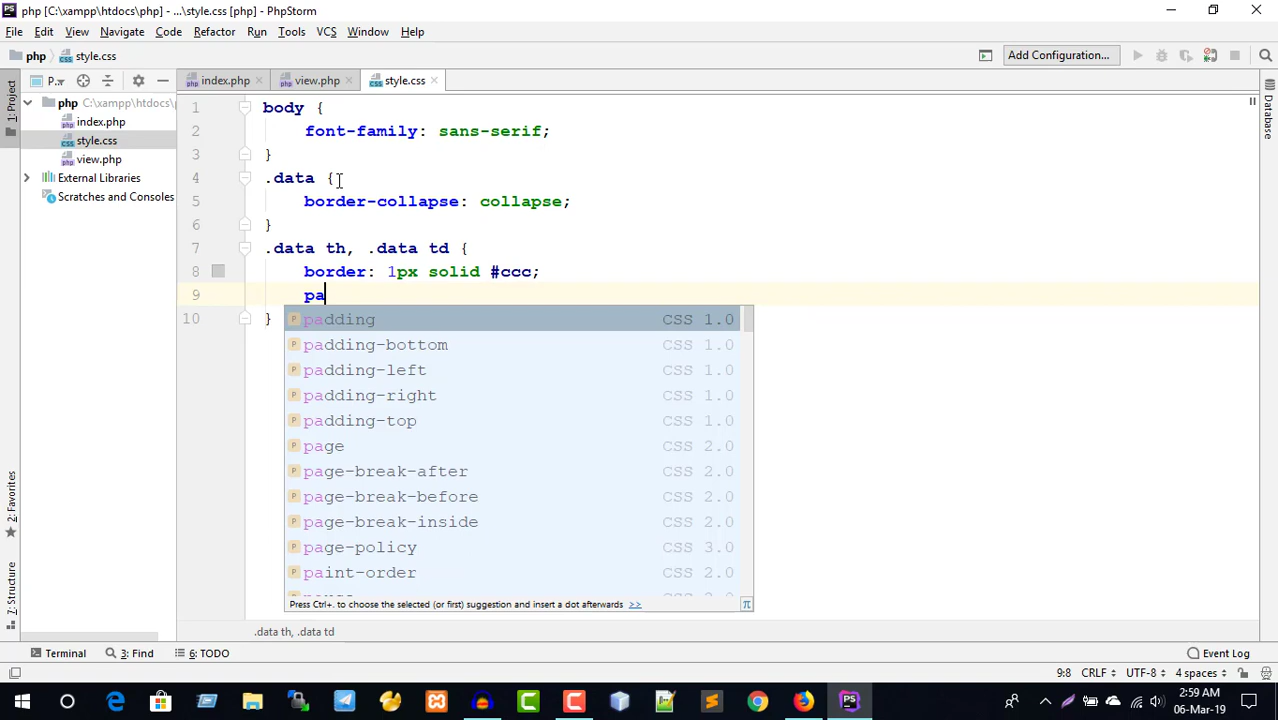 php [C:\xampp\htdocs\php] - ...\style.css [php] - PhpStorm
File Edit View Navigate Code Refactor Run Tools VCS Window Help
php style.css Add Configuration...
P... index.php view.php style.css
1: Project
Database
php C:\xampp\htdocs\
index.php
style.css
view.php
External Libraries
Scratches and Consoles
1 body {
2 font-family: sans-serif;
3 }
4 .data {
5 border-collapse: collapse;
6 }
7 .data th, .data td {
8 border: 1px solid #ccc;
9 pa
10 }
padding CSS 1.0
padding-bottom CSS 1.0
padding-left CSS 1.0
padding-right CSS 1.0
padding-top CSS 1.0
page CSS 2.0
page-break-after CSS 2.0
page-break-before CSS 2.0
page-break-inside CSS 2.0
page-policy CSS 3.0
paint-order CSS 2.0
Press Ctrl+. to choose the selected (or first) suggestion and insert a dot afterwards >> π
2: Favorites
7: Structure
.data th, .data td
Terminal 3: Find 6: TODO Event Log
9:8 CRLF UTF-8 4 spaces
2:59 AM
06-Mar-19